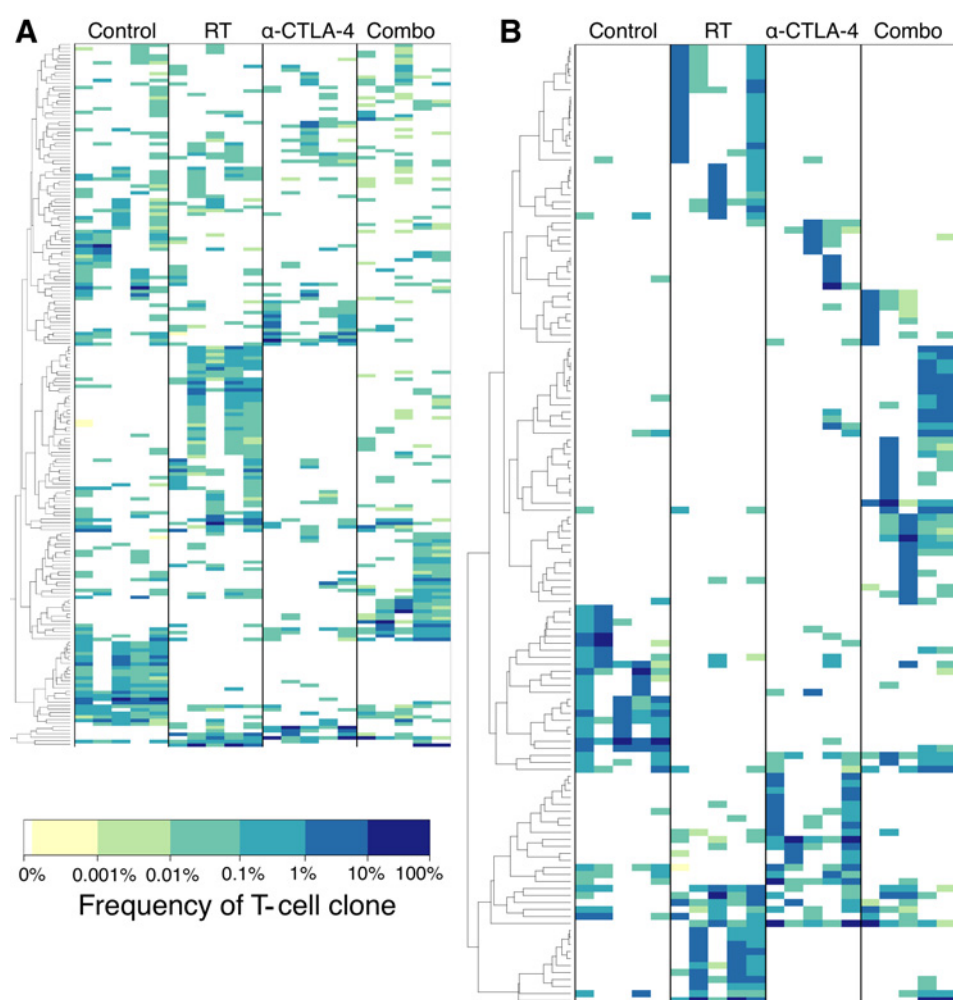 A
Control RT α-CTLA-4 Combo
B
Control RT α-CTLA-4 Combo
0% 0.001% 0.01% 0.1% 1% 10% 100%
Frequency of T-cell clone